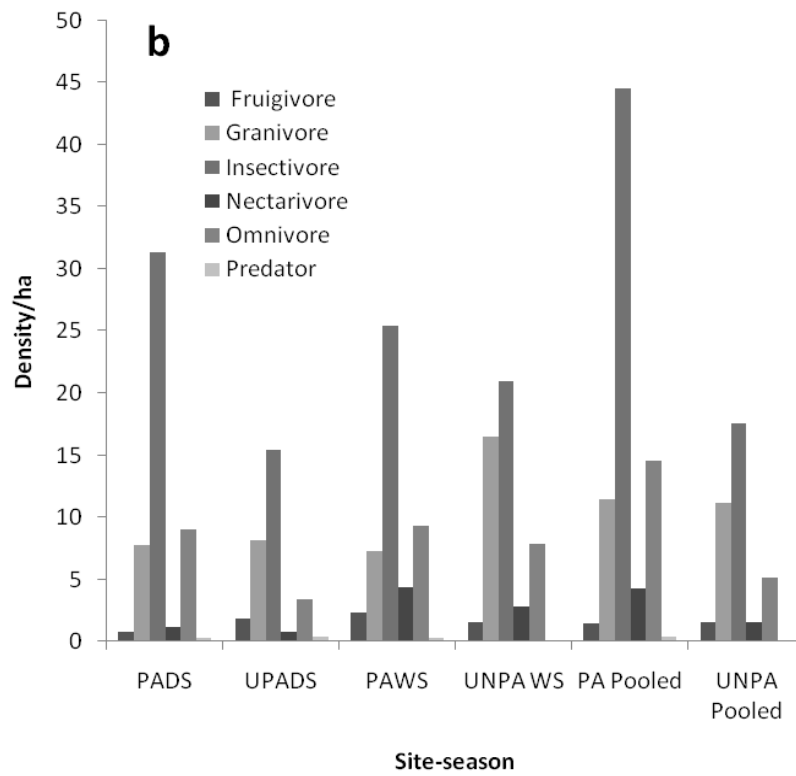 b
Fruigivore
Granivore
Insectivore
Nectarivore
Omnivore
Predator
50
45
40
35
30
25
20
15
10
5
0
Density/ha
PADS UPADS PAWS UNPA WS PA Pooled UNPA Pooled
Site-season